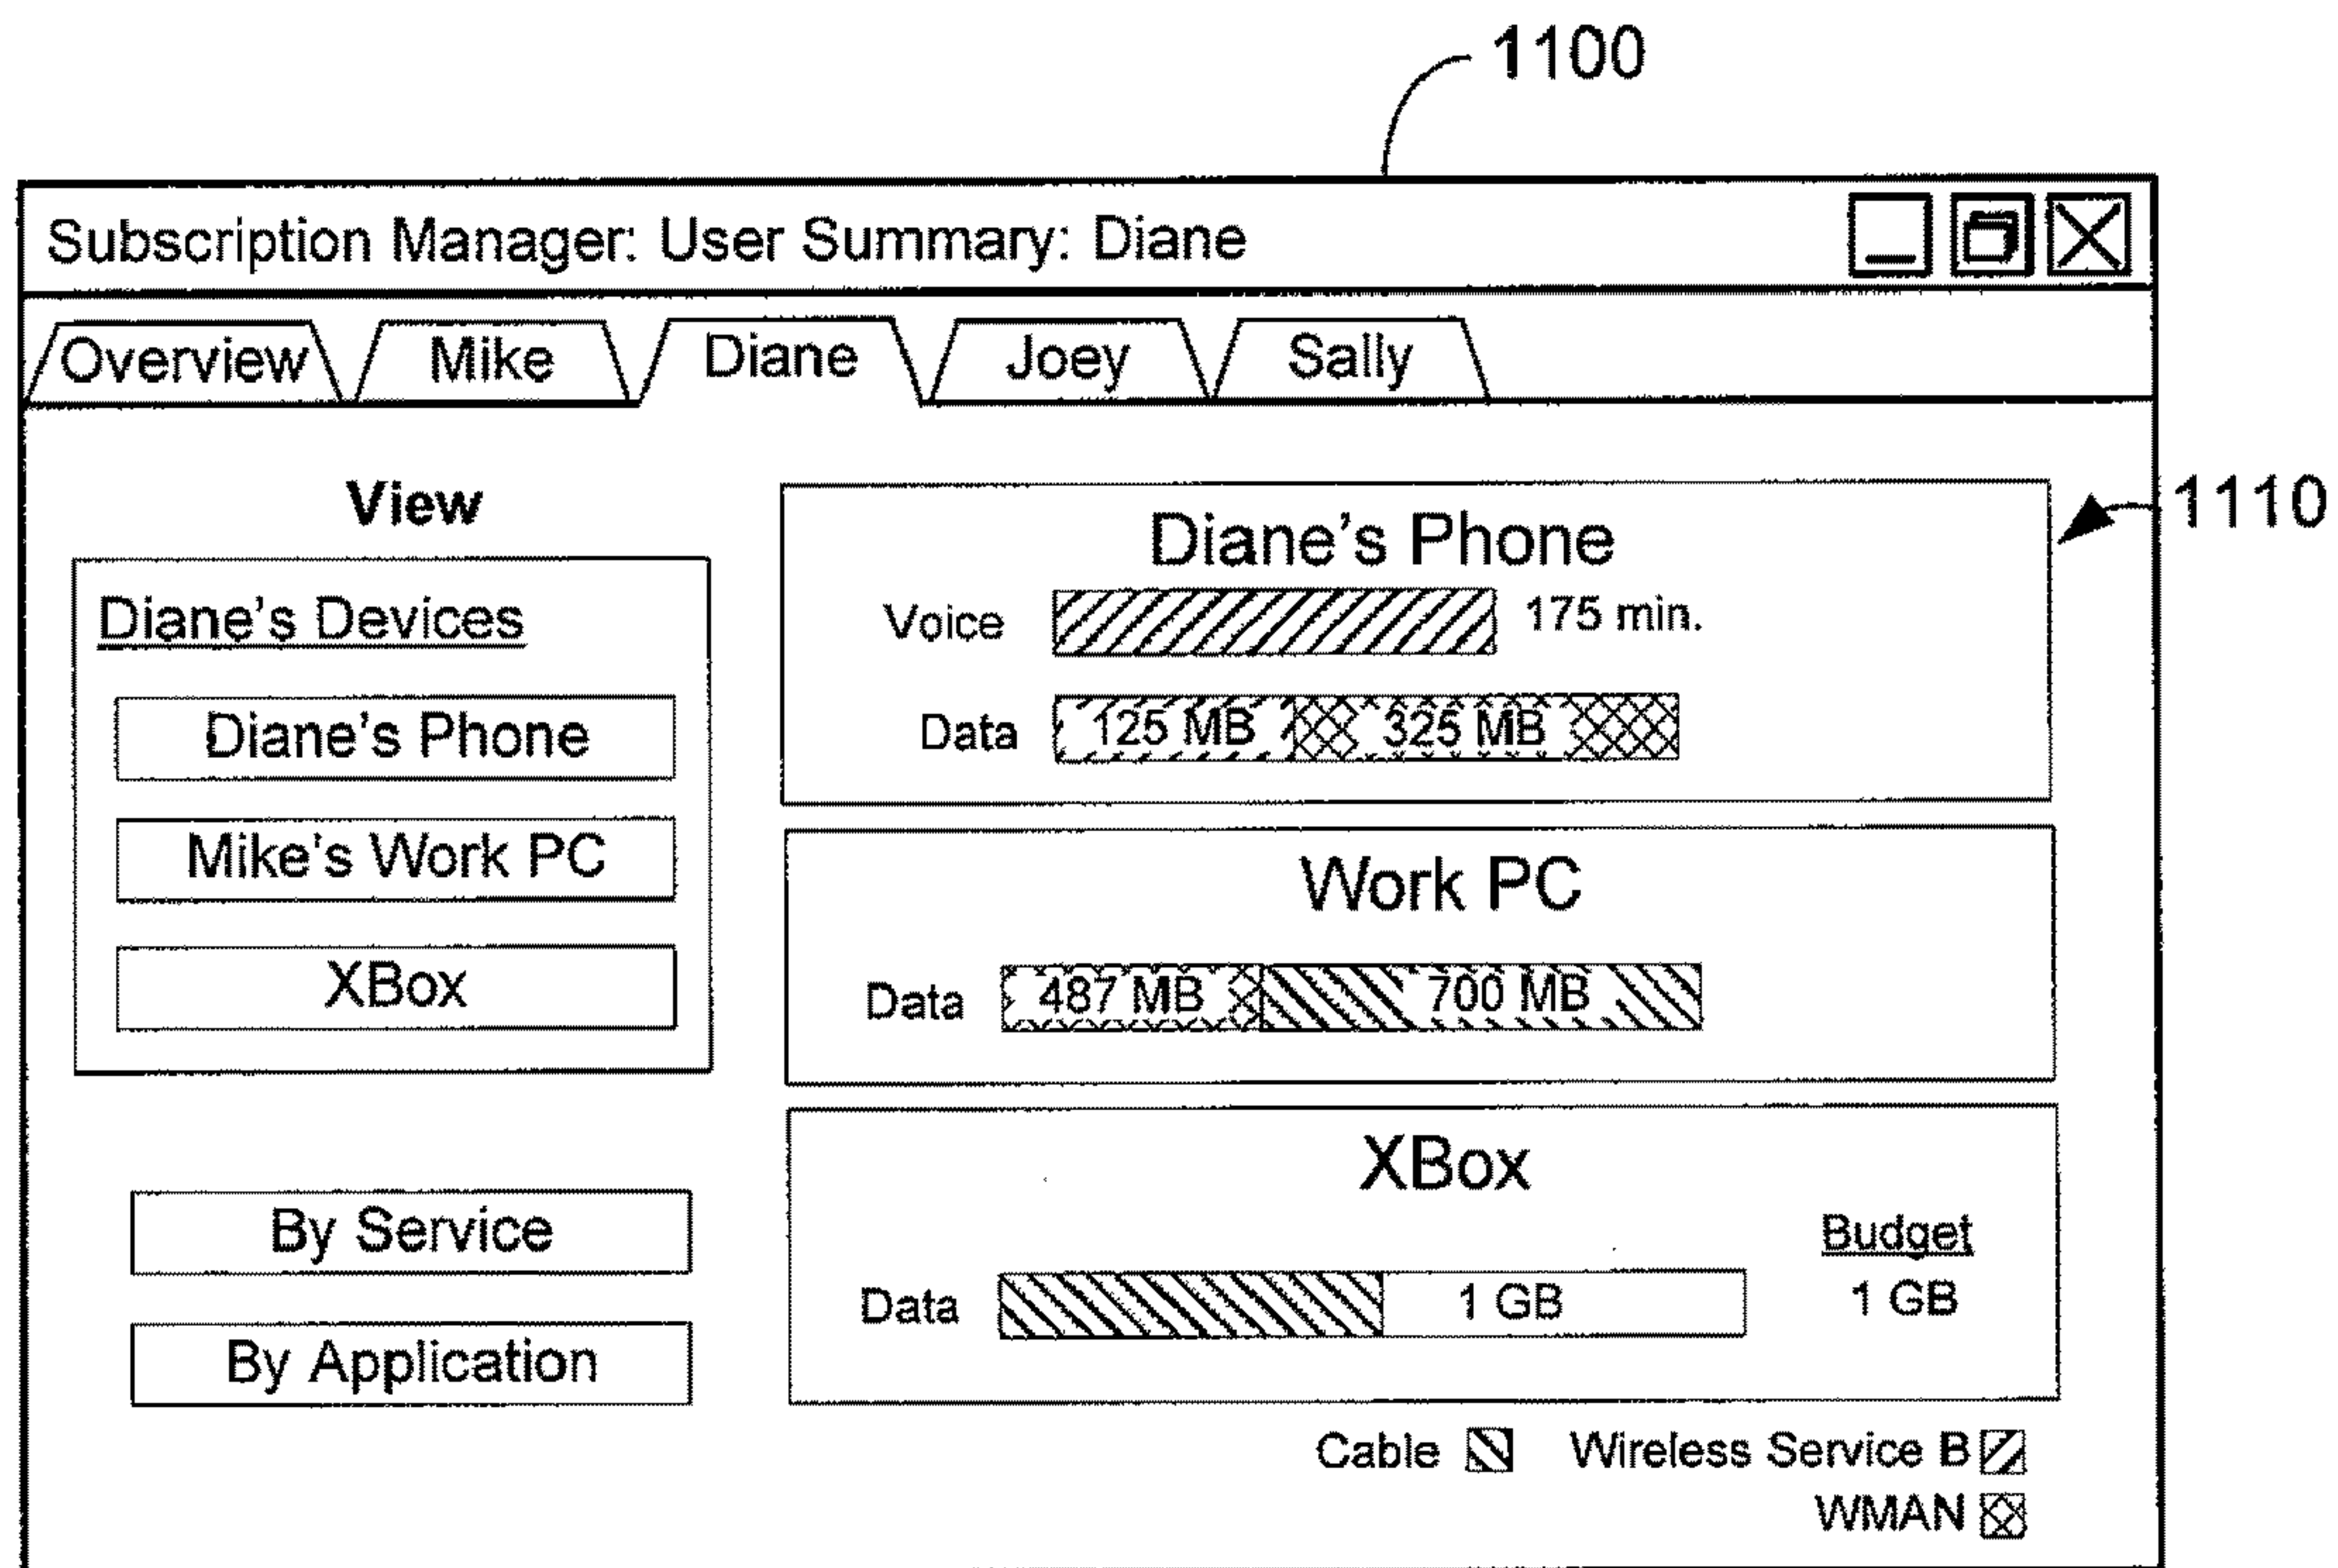 1100
Subscription Manager: User Summary: Diane
Overview Mike Diane Joey Sally
View
Diane's Devices
Diane's Phone
Mike's Work PC
XBox
By Service
By Application
1110
Diane's Phone
Voice 175 min.
Data 125 MB 325 MB
Work PC
Data 487 MB 700 MB
XBox
Budget
Data 1 GB 1 GB
Cable Wireless Service B
WMAN